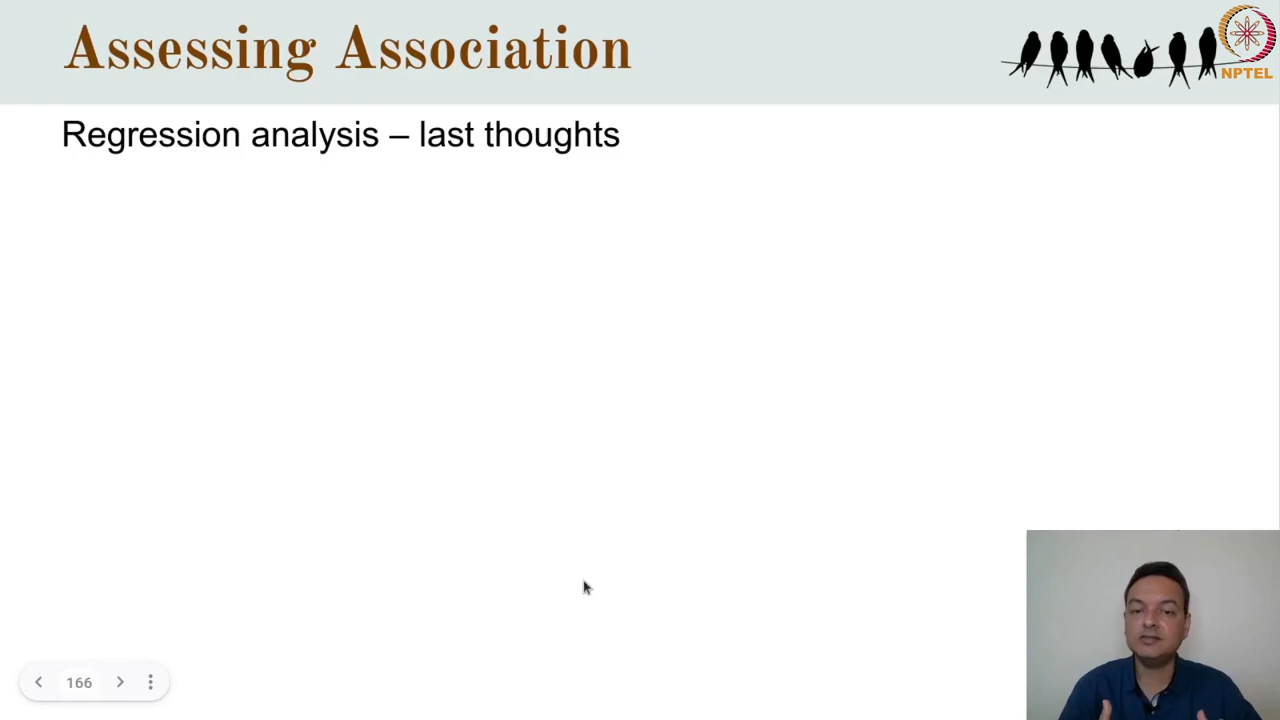 Assessing Association
NPTEL
Regression analysis – last thoughts
166